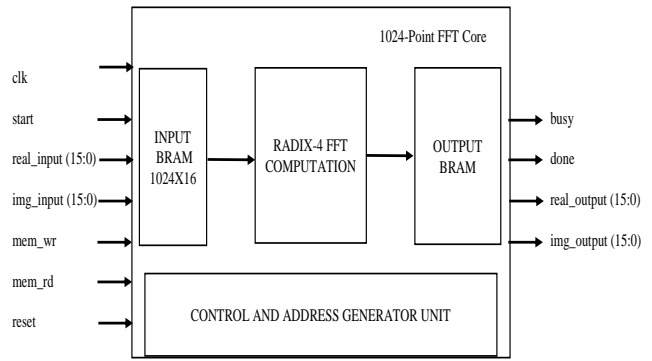 1024-Point FFT Core
clk
start
real_input (15:0)
img_input (15:0)
mem_wr
mem_rd
reset
INPUT
BRAM
1024X16
RADIX-4 FFT
COMPUTATION
OUTPUT
BRAM
CONTROL AND ADDRESS GENERATOR UNIT
busy
done
real_output (15:0)
img_output (15:0)